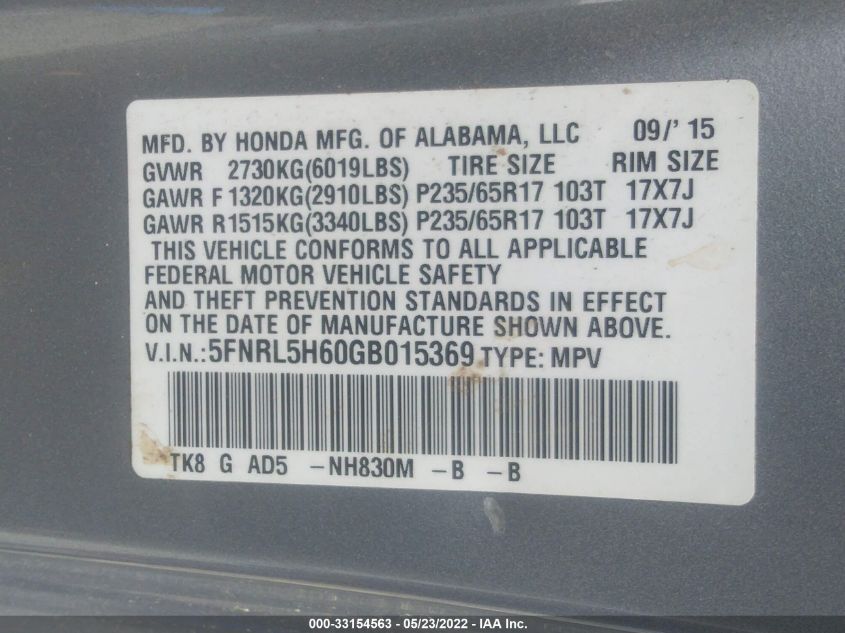 MFD. BY HONDA MFG. OF ALABAMA, LLC 09/' 15
GVWR 2730KG(6019LBS) TIRE SIZE RIM SIZE
GAWR F 1320KG(2910LBS) P235/65R17 103T 17X7J
GAWR R1515KG(3340LBS) P235/65R17 103T 17X7J
THIS VEHICLE CONFORMS TO ALL APPLICABLE
FEDERAL MOTOR VEHICLE SAFETY
AND THEFT PREVENTION STANDARDS IN EFFECT
ON THE DATE OF MANUFACTURE SHOWN ABOVE.
V.I.N.:5FNRL5H60GB015369 TYPE: MPV
TK8 G AD5 -NH830M -B -B
000-33154563 - 05/23/2022 - IAA Inc.